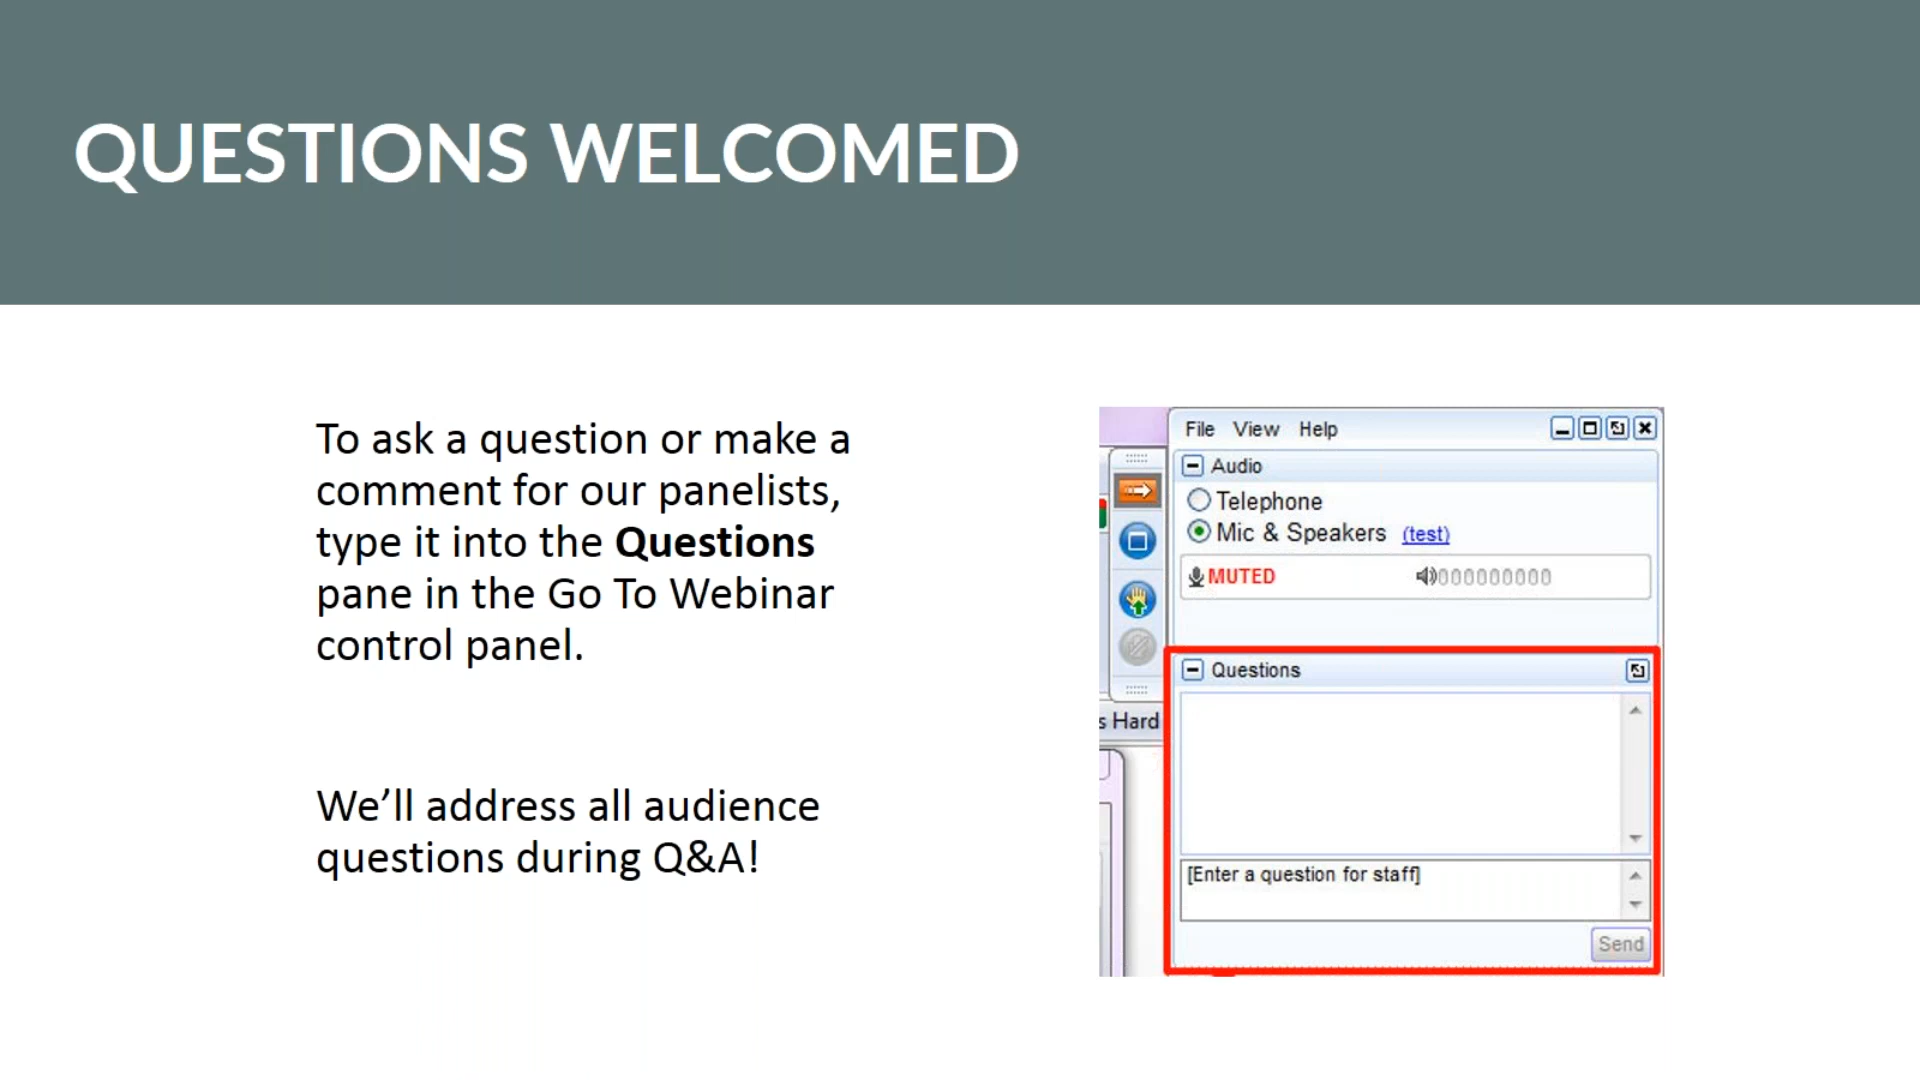 QUESTIONS WELCOMED
To ask a question or make a
comment for our panelists,
type it into the Questions
pane in the Go To Webinar
control panel.
We’ll address all audience
questions during Q&A!
File View Help
Audio
Telephone
Mic & Speakers (test)
MUTED 000000000
Questions
s Hard
[Enter a question for staff]
Send